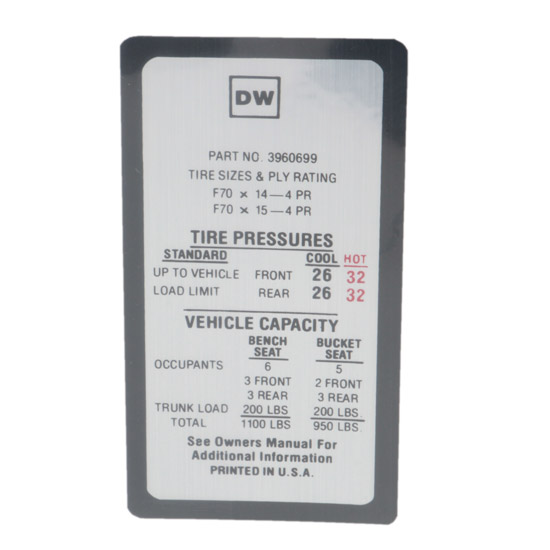 DW
PART NO. 3960699
TIRE SIZES & PLY RATING
F70 x 14—4 PR
F70 x 15—4 PR
TIRE PRESSURES
STANDARD COOL HOT
UP TO VEHICLE FRONT 26 32
LOAD LIMIT REAR 26 32
VEHICLE CAPACITY
BENCH BUCKET
SEAT SEAT
OCCUPANTS 6 5
3 FRONT 2 FRONT
3 REAR 3 REAR
TRUNK LOAD 200 LBS 200 LBS.
TOTAL 1100 LBS 950 LBS.
See Owners Manual For
Additional Information
PRINTED IN U.S.A.